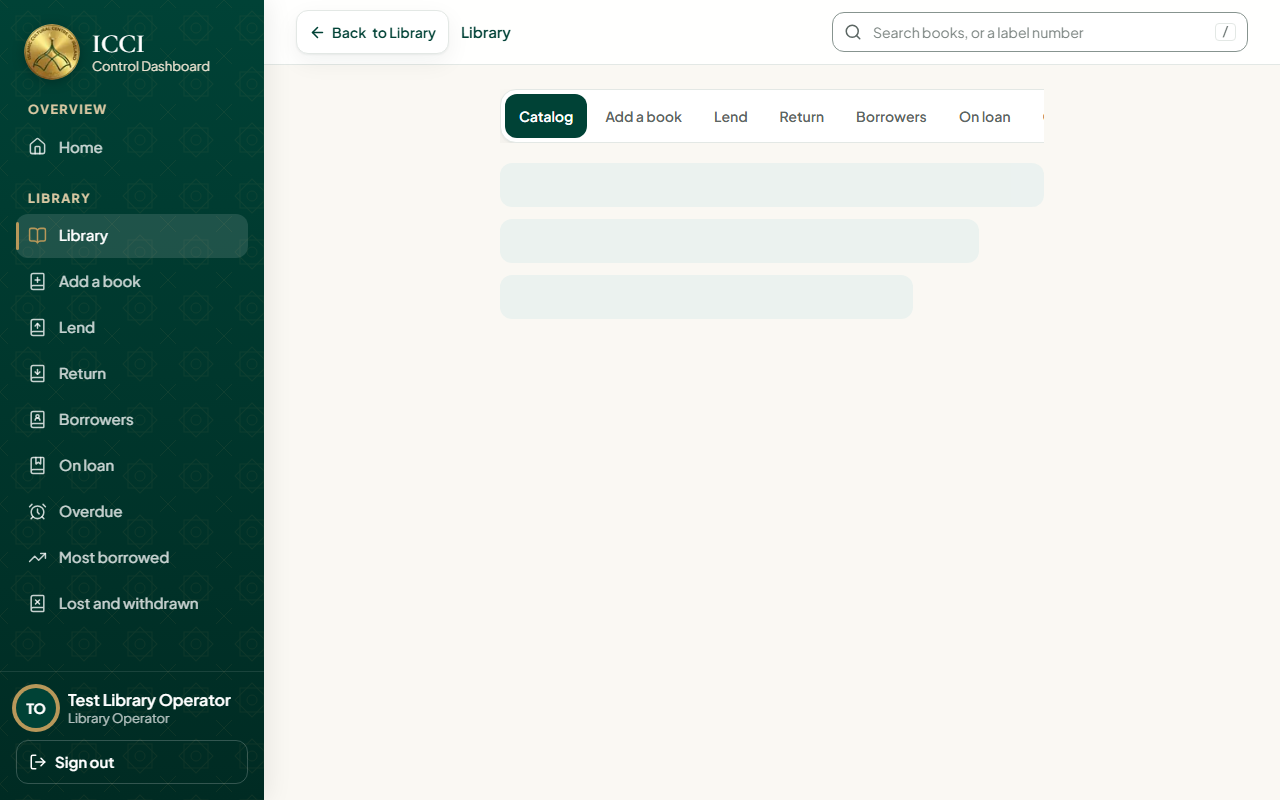 ICCI
Control Dashboard
OVERVIEW
Home
LIBRARY
Library
Add a book
Lend
Return
Borrowers
On loan
Overdue
Most borrowed
Lost and withdrawn
TO
Test Library Operator
Library Operator
Sign out
Back to Library
Library
Search books, or a label number
/
Catalog
Add a book
Lend
Return
Borrowers
On loan